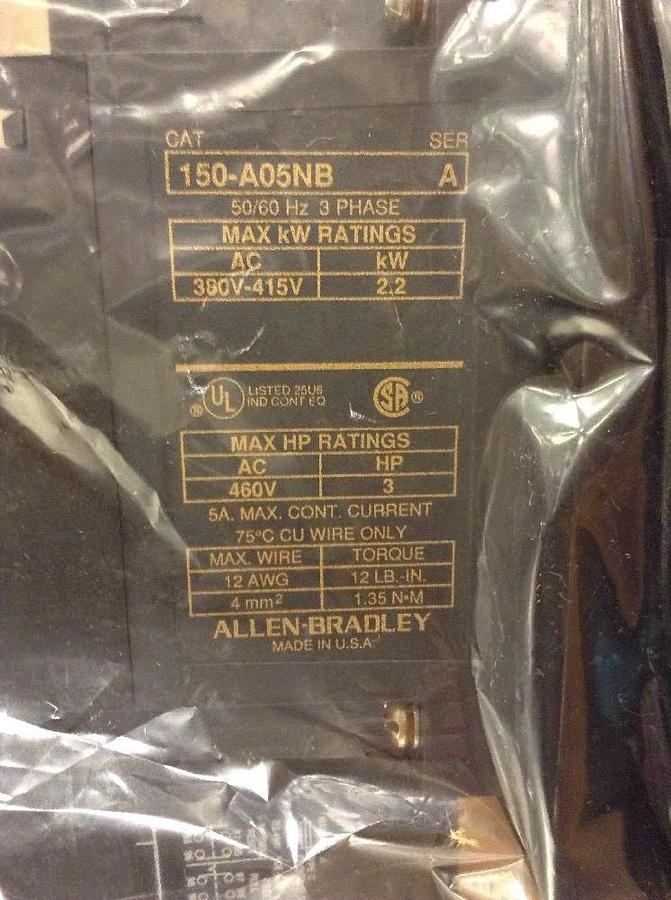 CAT SER
150-A05NB A
50/60 Hz 3 PHASE
MAX kW RATINGS
AC kW
380V-415V 2.2
UL LISTED 25U6
IND CONT EQ
SA
MAX HP RATINGS
AC HP
460V 3
5A. MAX. CONT. CURRENT
75°C CU WIRE ONLY
MAX. WIRE TORQUE
12 AWG 12 LB.-IN.
4 mm² 1.35 N•M
ALLEN-BRADLEY
MADE IN U.S.A.